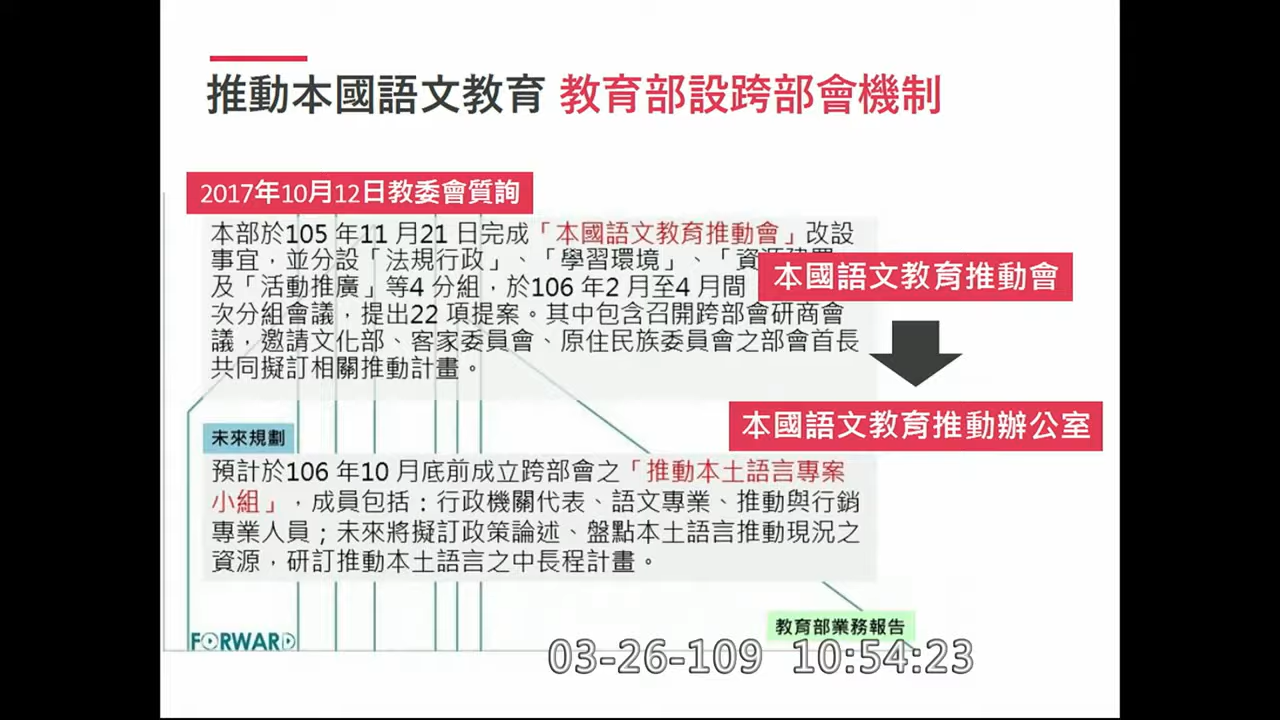 推動本國語文教育 教育部設跨部會機制
2017年10月12日教委會質詢
本部於105 年11 月21 日完成「本國語文教育推動會」改設
事宜，並分設「法規行政」、「學習環境」、「資
及「活動推廣」等4 分組，於106 年2 月至4 月間
次分組會議，提出22 項提案。其中包含召開跨部會研商會
議，邀請文化部、客家委員會、原住民族委員會之部會首長
共同擬訂相關推動計畫。
本國語文教育推動會
本國語文教育推動辦公室
未來規劃
預計於106 年10 月底前成立跨部會之「推動本土語言專案
小組」，成員包括：行政機關代表、語文專業、推動與行銷
專業人員；未來將擬訂政策論述、盤點本土語言推動現況之
資源，研訂推動本土語言之中長程計畫。
FORWARD
教育部業務報告
03-26-109 10:54:23